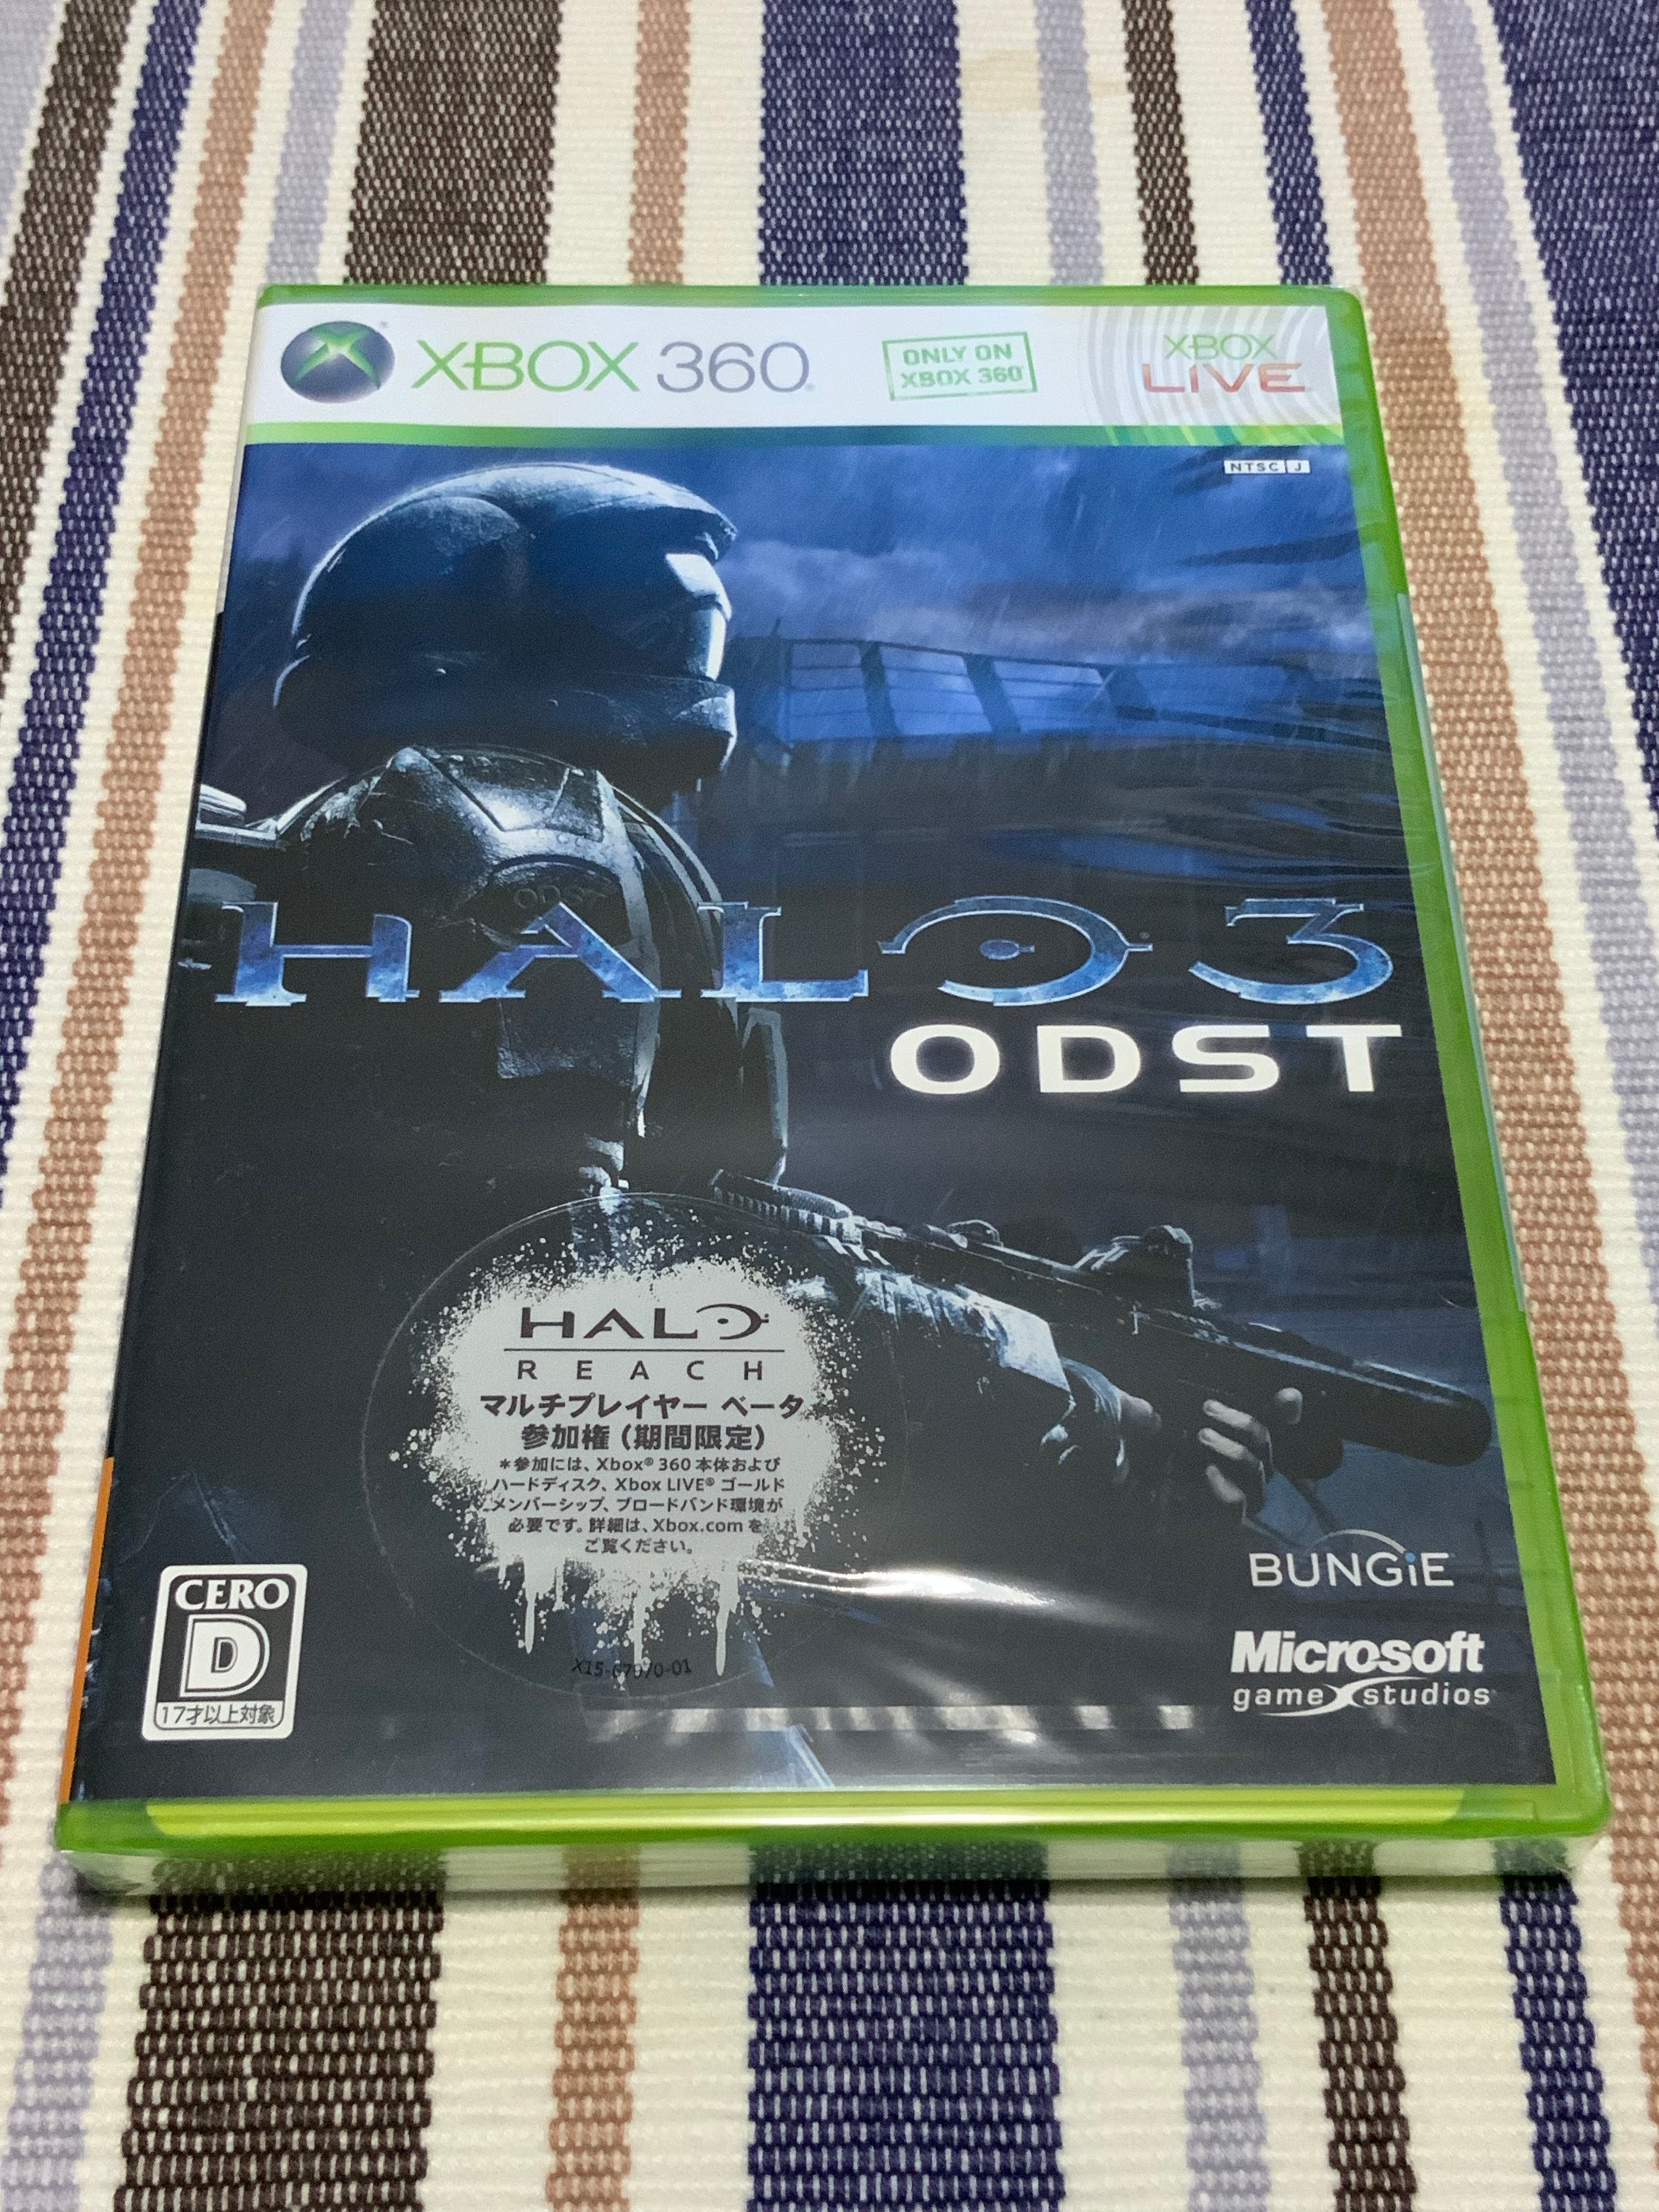 XBOX 360
ONLY ON
XBOX 360
XBOX
LIVE
NTSC J
ODST
HALO 3
ODST
HALO
REACH
マルチプレイヤー ベータ
参加権（期間限定）
＊参加には、Xbox® 360 本体および
ハードディスク、Xbox LIVE® ゴールド
メンバーシップ、ブロードバンド環境が
必要です。詳細は、Xbox.comを
ご覧ください。
BUNGiE
CERO
D
17才以上対象
Microsoft
game studios